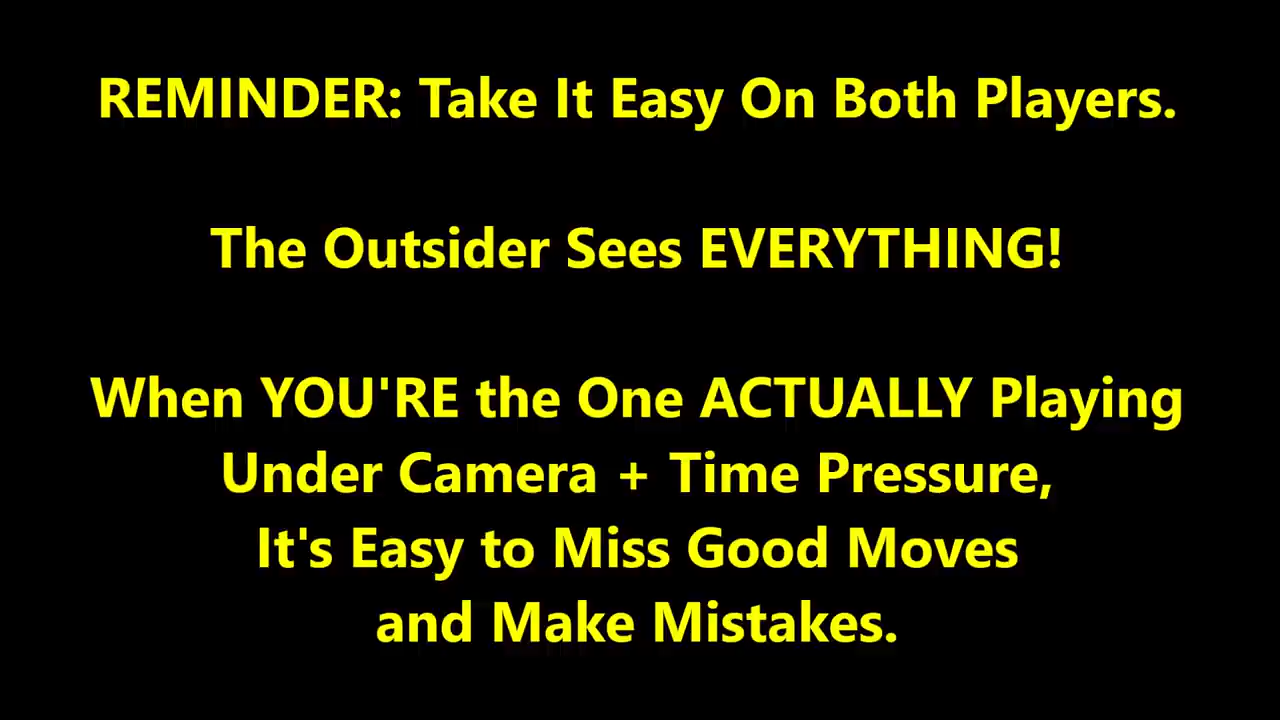 REMINDER: Take It Easy On Both Players.
The Outsider Sees EVERYTHING!
When YOU'RE the One ACTUALLY Playing
Under Camera + Time Pressure,
It's Easy to Miss Good Moves
and Make Mistakes.